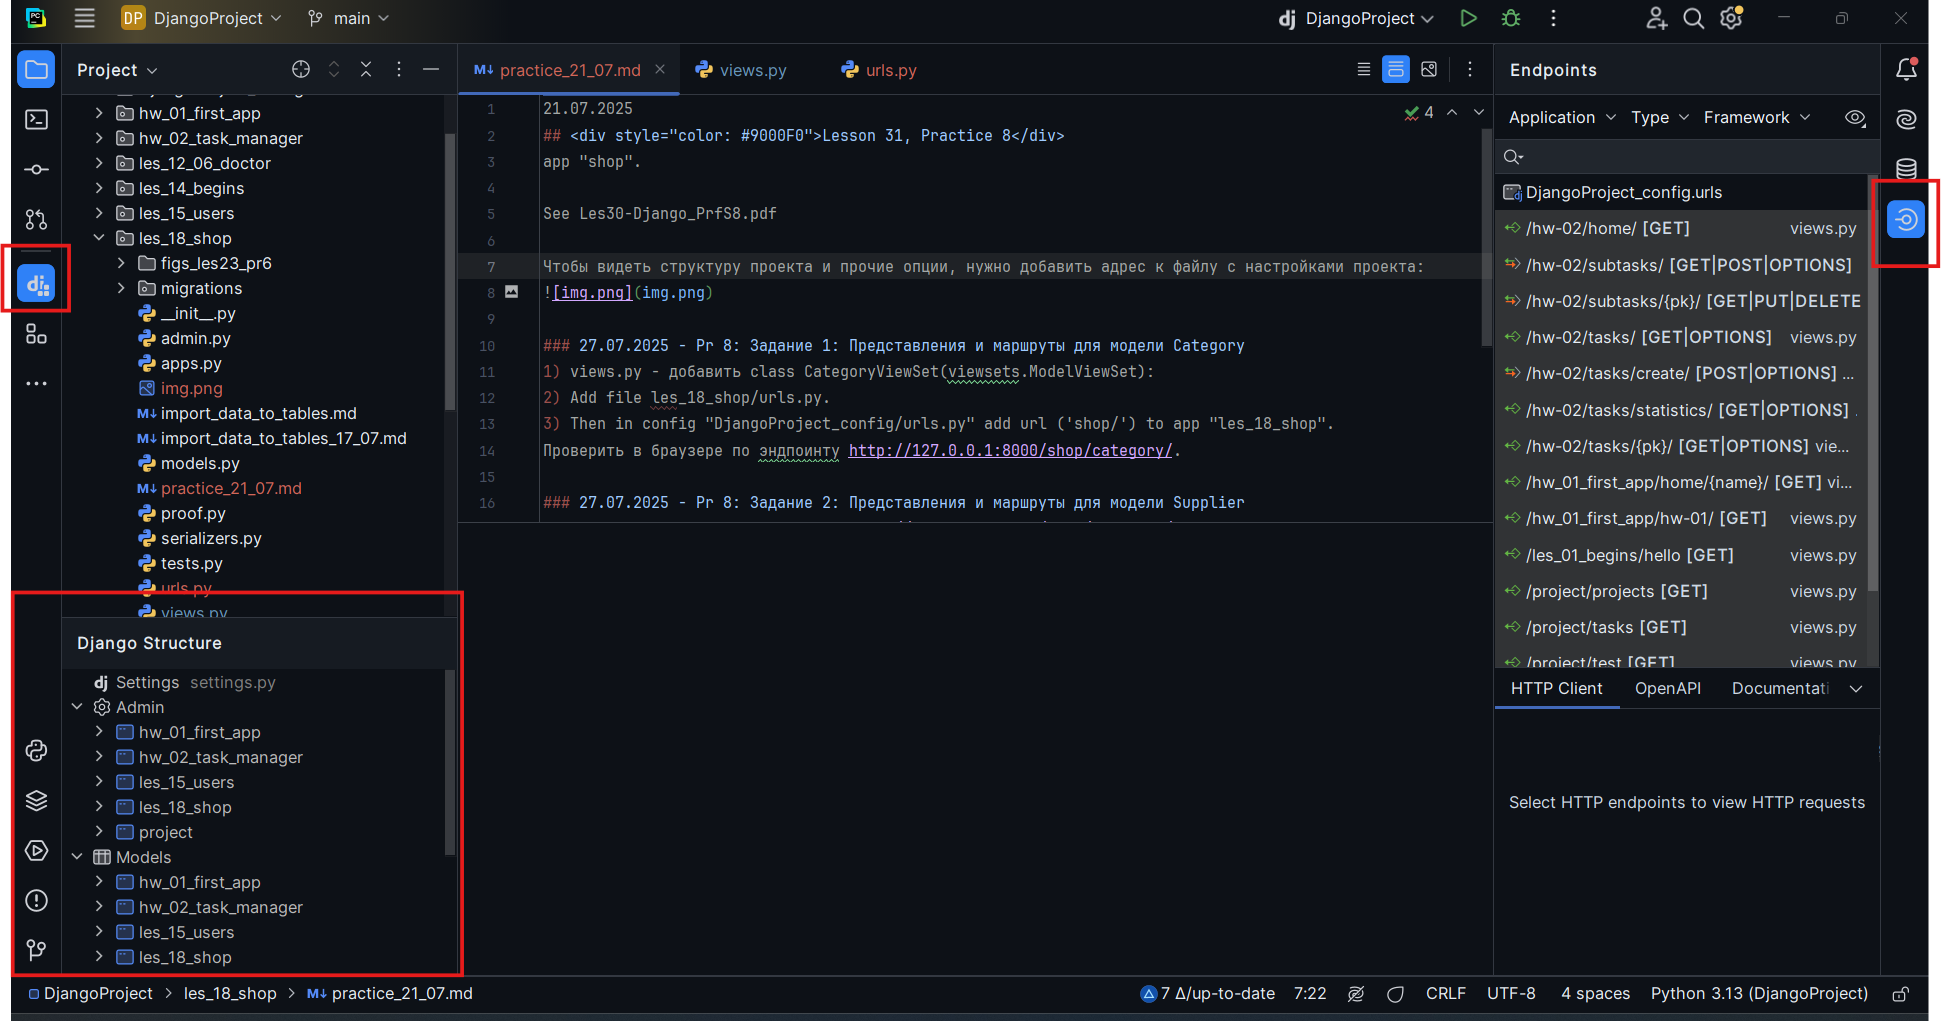 DP DjangoProject main
dj DjangoProject
Project
hw_01_first_app
hw_02_task_manager
les_12_06_doctor
les_14_begins
les_15_users
les_18_shop
figs_les23_pr6
migrations
__init__.py
admin.py
apps.py
img.png
M↓ import_data_to_tables.md
M↓ import_data_to_tables_17_07.md
models.py
M↓ practice_21_07.md
proof.py
serializers.py
tests.py
urls.py
views.py
Django Structure
dj Settings settings.py
Admin
hw_01_first_app
hw_02_task_manager
les_15_users
les_18_shop
project
Models
hw_01_first_app
hw_02_task_manager
les_15_users
les_18_shop
M↓ practice_21_07.md views.py urls.py
4
1 21.07.2025
2 ## <div style="color: #9000F0">Lesson 31, Practice 8</div>
3 app "shop".
4
5 See Les30-Django_PrfS8.pdf
6
7 Чтобы видеть структуру проекта и прочие опции, нужно добавить адрес к файлу с настройками проекта:
8 ![img.png](img.png)
9
10 ### 27.07.2025 - Pr 8: Задание 1: Представления и маршруты для модели Category
11 1) views.py - добавить class CategoryViewSet(viewsets.ModelViewSet):
12 2) Add file les_18_shop/urls.py.
13 3) Then in config "DjangoProject_config/urls.py" add url ('shop/') to app "les_18_shop".
14 Проверить в браузере по эндпоинту http://127.0.0.1:8000/shop/category/.
15
16 ### 27.07.2025 - Pr 8: Задание 2: Представления и маршруты для модели Supplier
Endpoints
Application Type Framework
DjangoProject_config.urls
/hw-02/home/ [GET] views.py
/hw-02/subtasks/ [GET|POST|OPTIONS]
/hw-02/subtasks/{pk}/ [GET|PUT|DELETE
/hw-02/tasks/ [GET|OPTIONS] views.py
/hw-02/tasks/create/ [POST|OPTIONS] ...
/hw-02/tasks/statistics/ [GET|OPTIONS] .
/hw-02/tasks/{pk}/ [GET|OPTIONS] vie...
/hw_01_first_app/home/{name}/ [GET] vi...
/hw_01_first_app/hw-01/ [GET] views.py
/les_01_begins/hello [GET] views.py
/project/projects [GET] views.py
/project/tasks [GET] views.py
/project/test [GET] views.py
HTTP Client OpenAPI Documentati
Select HTTP endpoints to view HTTP requests
DjangoProject > les_18_shop > M↓ practice_21_07.md
7 Δ/up-to-date 7:22 CRLF UTF-8 4 spaces Python 3.13 (DjangoProject)